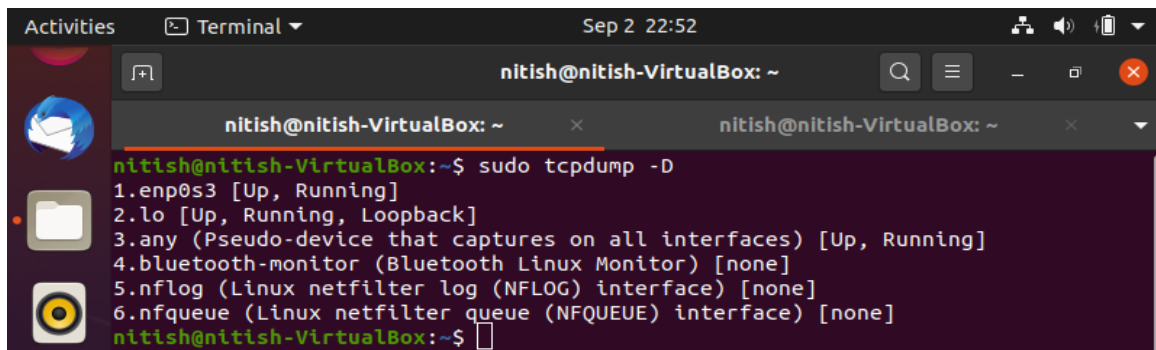 Activities Terminal Sep 2 22:52
nitish@nitish-VirtualBox: ~
nitish@nitish-VirtualBox: ~ nitish@nitish-VirtualBox: ~
nitish@nitish-VirtualBox:~$ sudo tcpdump -D
1.enp0s3 [Up, Running]
2.lo [Up, Running, Loopback]
3.any (Pseudo-device that captures on all interfaces) [Up, Running]
4.bluetooth-monitor (Bluetooth Linux Monitor) [none]
5.nflog (Linux netfilter log (NFLOG) interface) [none]
6.nfqueue (Linux netfilter queue (NFQUEUE) interface) [none]
nitish@nitish-VirtualBox:~$